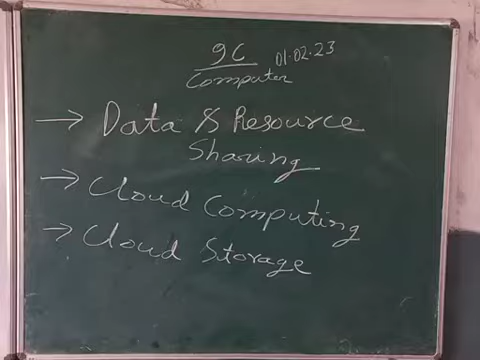 9C 01.02.23
Computer
→ Data & Resource
Sharing
→ Cloud Computing
→ Cloud Storage